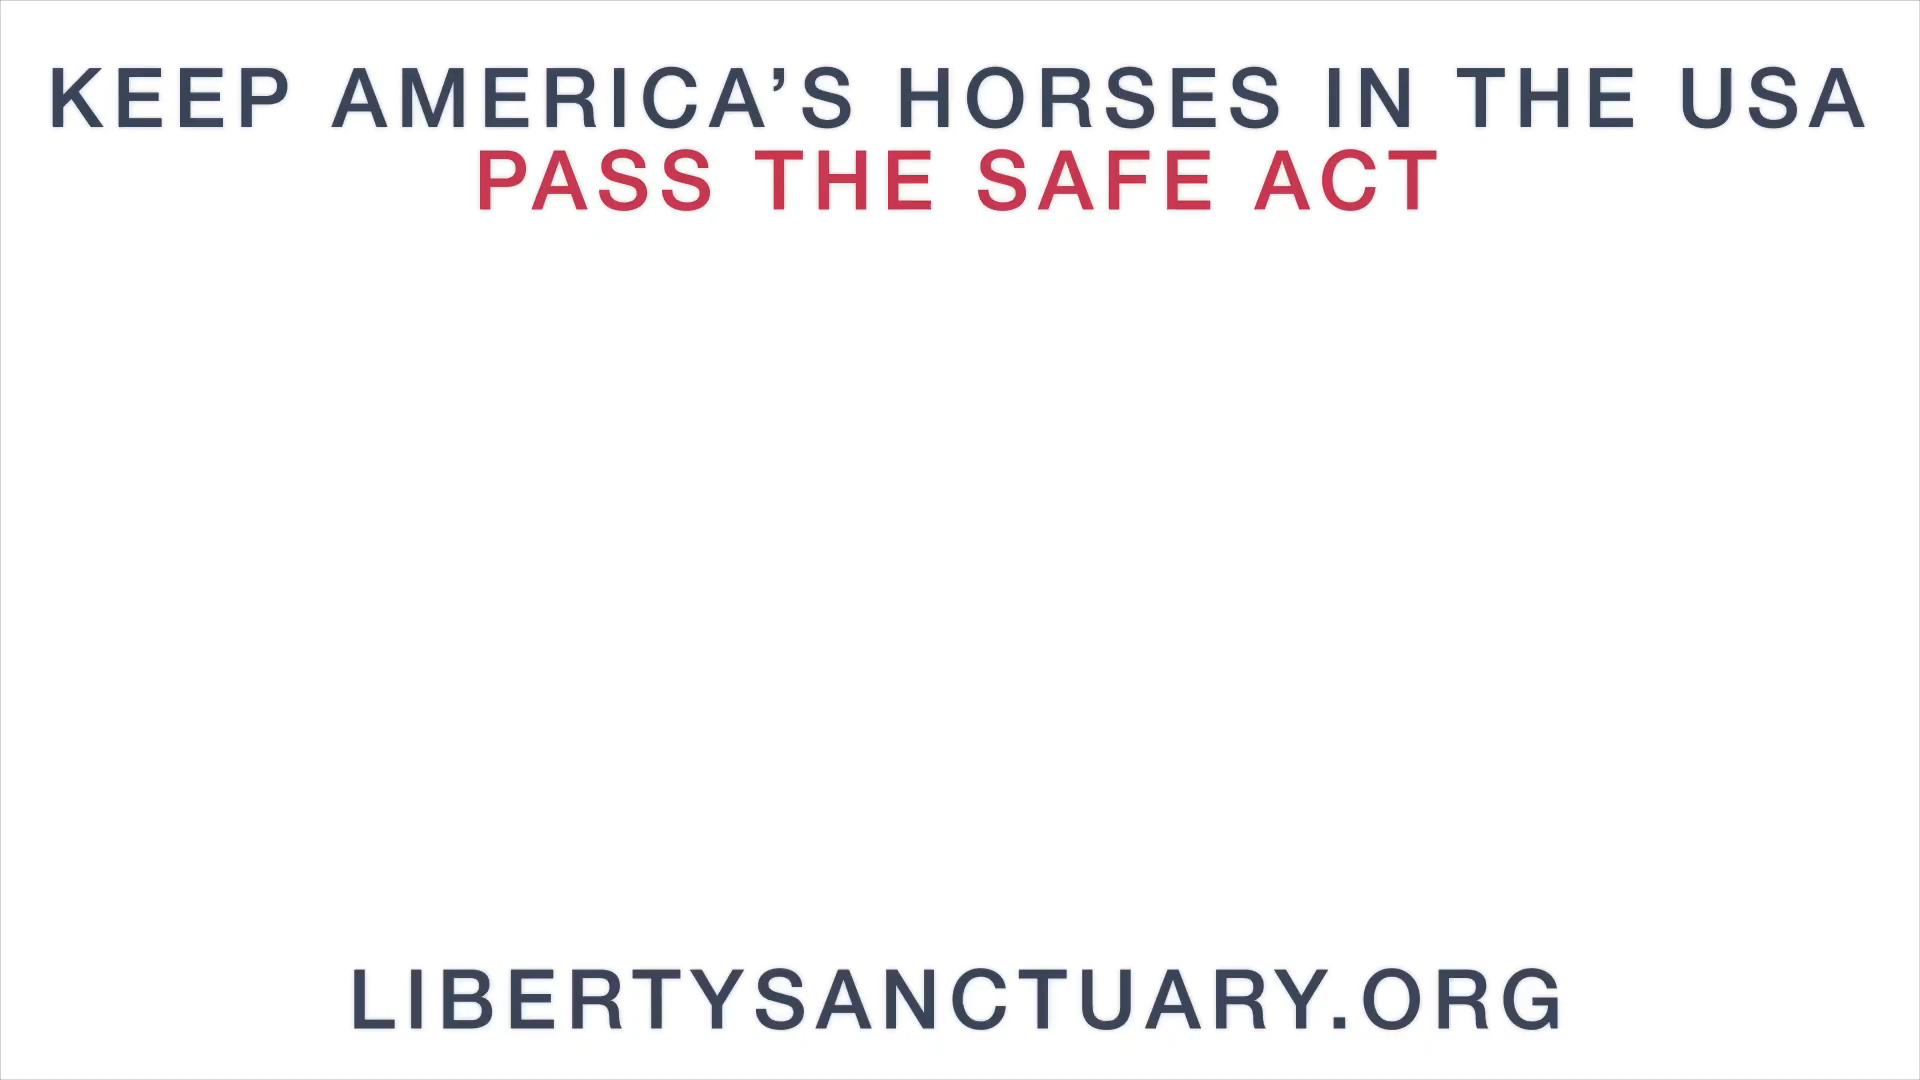 KEEP AMERICA’S HORSES IN THE USA
PASS THE SAFE ACT
LIBERTYSANCTUARY.ORG